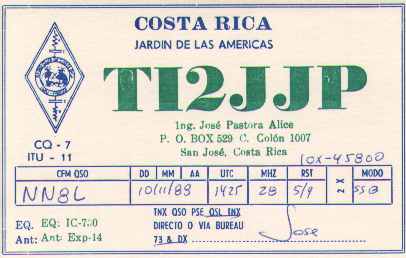 COSTA RICA
JARDIN DE LAS AMERICAS
TI2JJP
Ing. José Pastora Alice
P. O. BOX 529 C. Colón 1007
San José, Costa Rica
CQ - 7
ITU - 11
10X-45800
CFM QSO DD MM AA UTC MHZ RST 2 X MODO
NN8L 10/11/88 1425 28 5/9 SSB
TNX QSO PSE QSL TNX
EQ. EQ: IC-730 DIRECTO O VIA BUREAU
Ant: Ant: Exp-14 73 & DX Jose